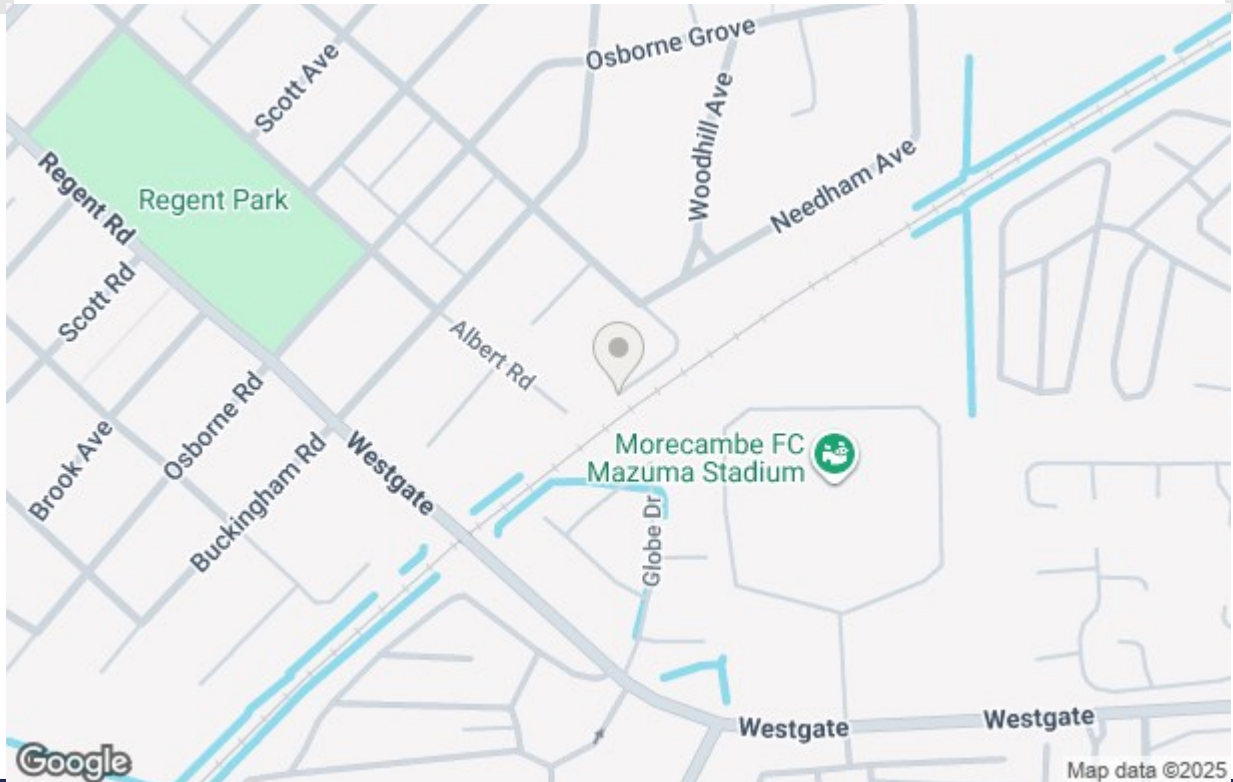 Osborne Grove
Scott Ave
Woodhill Ave
Regent Rd
Regent Park
Needham Ave
Scott Rd
Albert Rd
Brook Ave
Osborne Rd
Buckingham Rd
Westgate
Morecambe FC
Mazuma Stadium
Globe Dr
Westgate
Westgate
Google
Map data ©2025